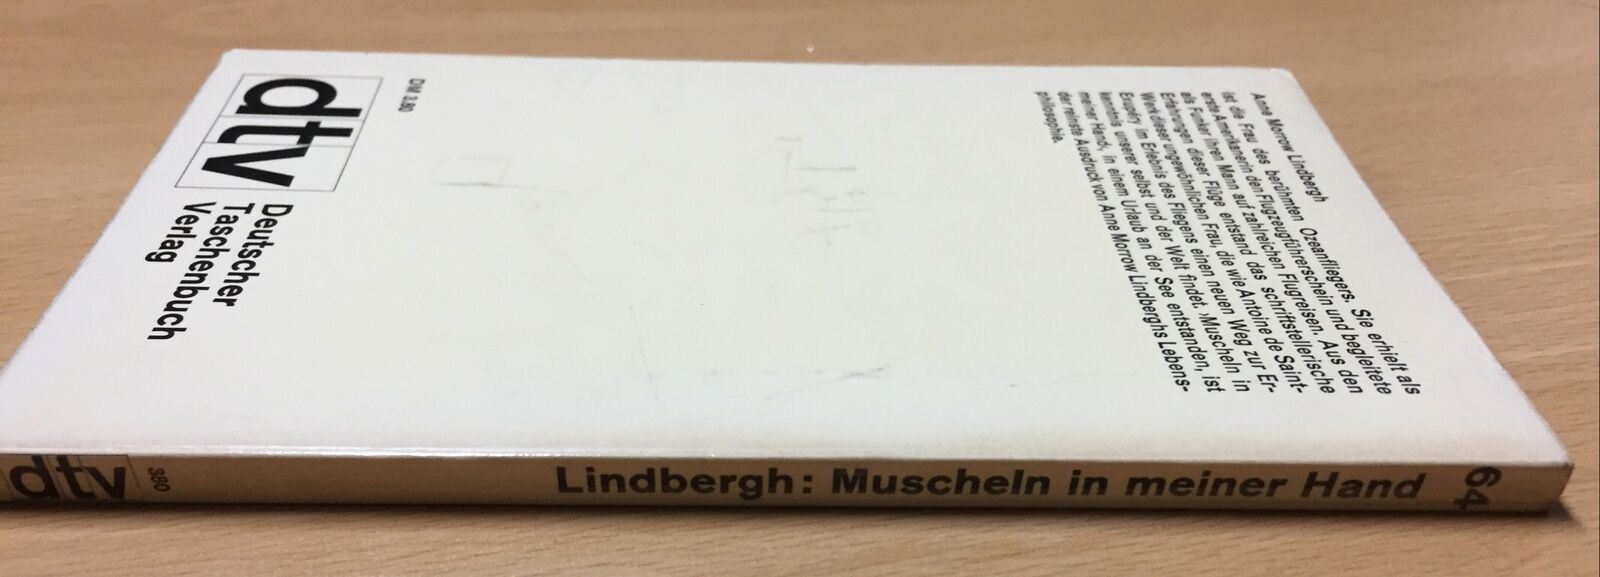 Anne Morrow Lindbergh
ist die Frau des berühmten Ozeanfliegers. Sie erhielt als
erste Amerikanerin den Flugzeugführerschein und begleitete
als Funker ihren Mann auf zahlreichen Flugreisen. Aus den
Erfahrungen dieser Flüge entstand das schriftstellerische
Werk dieser ungewöhnlichen Frau, die wie Antoine de Saint-
Exupéry im Erlebnis des Fliegens einen neuen Weg zur Er-
kenntnis unserer selbst und der Welt findet. ›Muscheln in
meiner Hand‹, in einem Urlaub an der See entstanden, ist
der reinste Ausdruck von Anne Morrow Lindberghs Lebens-
philosophie.
DM 3.80
dtv
Deutscher
Taschenbuch
Verlag
dtv
380
Lindbergh: Muscheln in meiner Hand
64